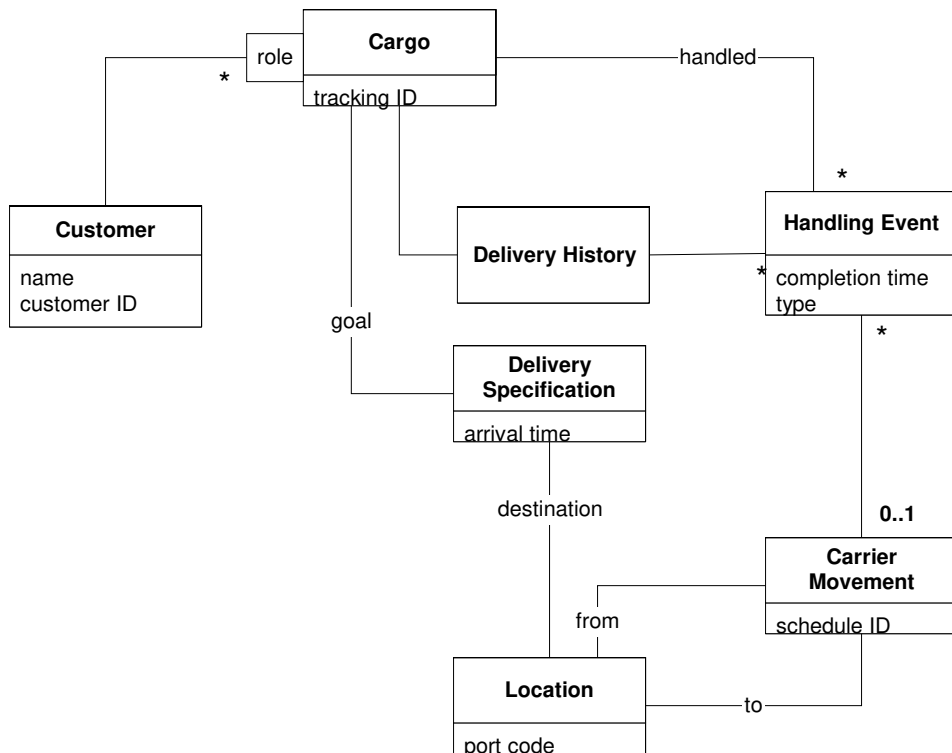 Cargo
role
handled
*
tracking ID
*
Customer
Handling Event
Delivery History
name
*
completion time
customer ID
type
goal
*
Delivery
Specification
arrival time
destination
0..1
Carrier
Movement
from
schedule ID
Location
to
port code